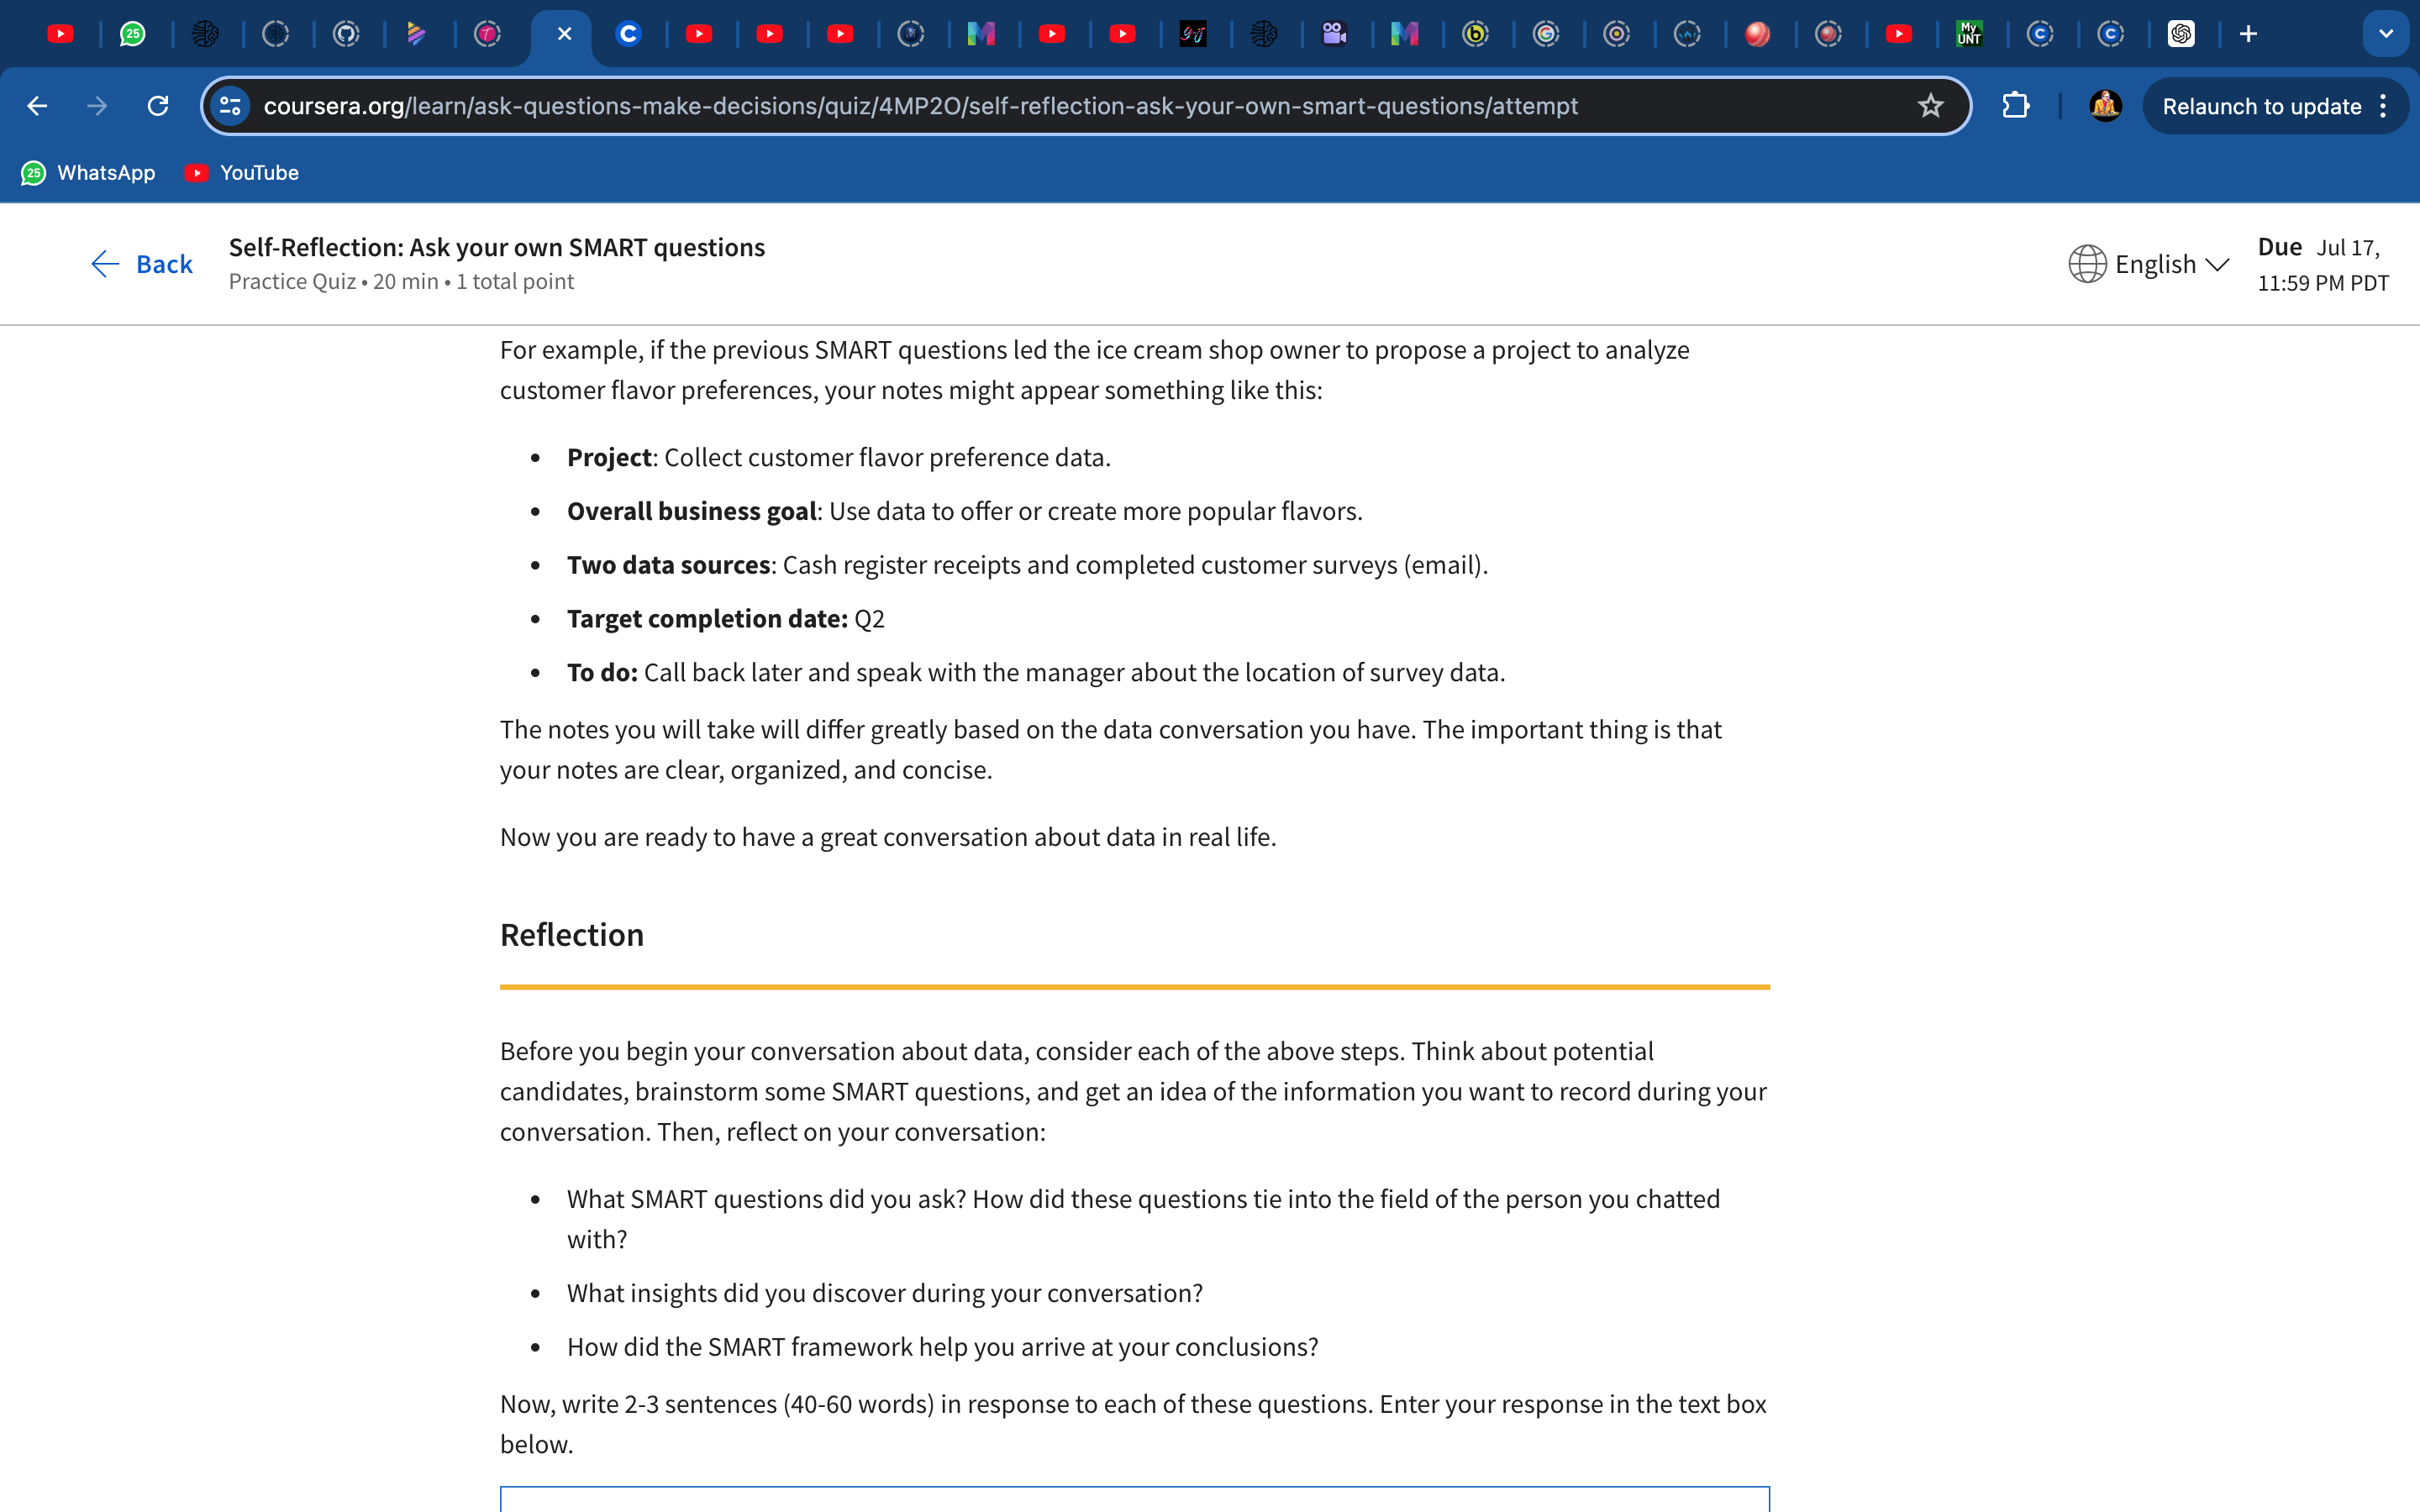 25
My
UNT
coursera.org/learn/ask-questions-make-decisions/quiz/4MP2O/self-reflection-ask-your-own-smart-questions/attempt
Relaunch to update
25 WhatsApp YouTube
Back
Self-Reflection: Ask your own SMART questions
Practice Quiz • 20 min • 1 total point
English
Due Jul 17,
11:59 PM PDT
For example, if the previous SMART questions led the ice cream shop owner to propose a project to analyze
customer flavor preferences, your notes might appear something like this:
• Project: Collect customer flavor preference data.
• Overall business goal: Use data to offer or create more popular flavors.
• Two data sources: Cash register receipts and completed customer surveys (email).
• Target completion date: Q2
• To do: Call back later and speak with the manager about the location of survey data.
The notes you will take will differ greatly based on the data conversation you have. The important thing is that
your notes are clear, organized, and concise.
Now you are ready to have a great conversation about data in real life.
Reflection
Before you begin your conversation about data, consider each of the above steps. Think about potential
candidates, brainstorm some SMART questions, and get an idea of the information you want to record during your
conversation. Then, reflect on your conversation:
• What SMART questions did you ask? How did these questions tie into the field of the person you chatted
with?
• What insights did you discover during your conversation?
• How did the SMART framework help you arrive at your conclusions?
Now, write 2-3 sentences (40-60 words) in response to each of these questions. Enter your response in the text box
below.